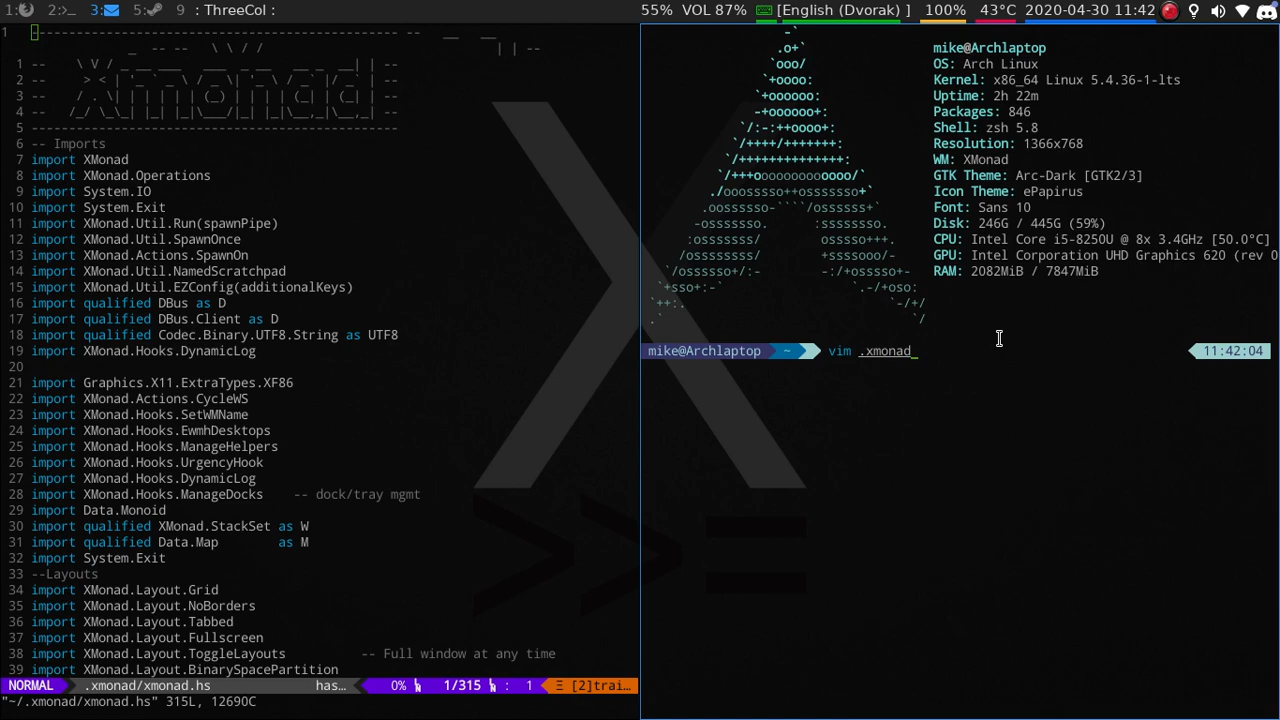 1: 2:>_ 3: 5: 9 : ThreeCol : 55% VOL 87% [English (Dvorak) ] 100% 43°C 2020-04-30 11:42
1
Xmonad
1 --
2 --
3 --
4 --
5
6 -- Imports
7 import XMonad
8 import XMonad.Operations
9 import System.IO
10 import System.Exit
11 import XMonad.Util.Run(spawnPipe)
12 import XMonad.Util.SpawnOnce
13 import XMonad.Actions.SpawnOn
14 import XMonad.Util.NamedScratchpad
15 import XMonad.Util.EZConfig(additionalKeys)
16 import qualified DBus as D
17 import qualified DBus.Client as D
18 import qualified Codec.Binary.UTF8.String as UTF8
19 import XMonad.Hooks.DynamicLog
20
21 import Graphics.X11.ExtraTypes.XF86
22 import XMonad.Actions.CycleWS
23 import XMonad.Hooks.SetWMName
24 import XMonad.Hooks.EwmhDesktops
25 import XMonad.Hooks.ManageHelpers
26 import XMonad.Hooks.UrgencyHook
27 import XMonad.Hooks.DynamicLog
28 import XMonad.Hooks.ManageDocks    -- dock/tray mgmt
29 import Data.Monoid
30 import qualified XMonad.StackSet as W
31 import qualified Data.Map        as M
32 import System.Exit
33 --Layouts
34 import XMonad.Layout.Grid
35 import XMonad.Layout.NoBorders
36 import XMonad.Layout.Tabbed
37 import XMonad.Layout.Fullscreen
38 import XMonad.Layout.ToggleLayouts          -- Full window at any time
39 import XMonad.Layout.BinarySpacePartition
NORMAL .xmonad/xmonad.hs has… 0% 1/315 : 1 Ξ [2]trai…
"~/.xmonad/xmonad.hs" 315L, 12690C
mike@Archlaptop
OS: Arch Linux
Kernel: x86_64 Linux 5.4.36-1-lts
Uptime: 2h 22m
Packages: 846
Shell: zsh 5.8
Resolution: 1366x768
WM: XMonad
GTK Theme: Arc-Dark [GTK2/3]
Icon Theme: ePapirus
Font: Sans 10
Disk: 246G / 445G (59%)
CPU: Intel Core i5-8250U @ 8x 3.4GHz [50.0°C]
GPU: Intel Corporation UHD Graphics 620 (rev 0
RAM: 2082MiB / 7847MiB
mike@Archlaptop ~ vim .xmonad_ 11:42:04